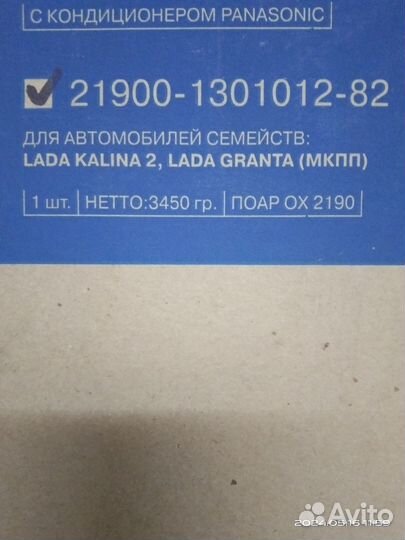 С КОНДИЦИОНЕРОМ PANASONIC
21900-1301012-82
ДЛЯ АВТОМОБИЛЕЙ СЕМЕЙСТВ:
LADA KALINA 2, LADA GRANTA (МКПП)
1 шт. НЕТТО:3450 гр. ПОАР ОХ 2190
Avito